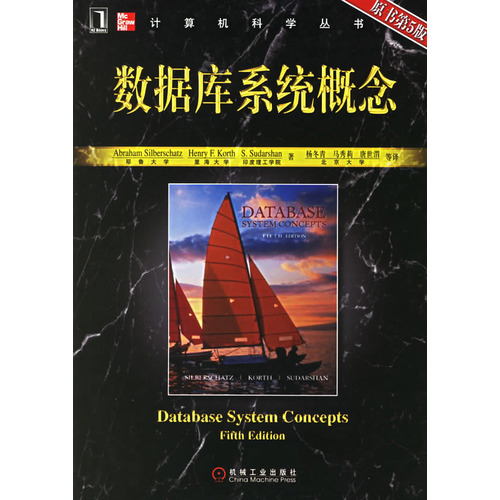 Mc
Graw
Hill
计算机科学丛书
华章图书
原书第5版
数据库系统概念
Abraham Silberschatz Henry F. Korth S. Sudarshan 著 杨冬青 马秀莉 唐世渭 等译
耶鲁大学 里海大学 印度理工学院 北京大学
DATABASE
SYSTEM CONCEPTS
FIFTH EDITION
SILBERSCHATZ | KORTH | SUDARSHAN
Database System Concepts
Fifth Edition
机械工业出版社
China Machine Press